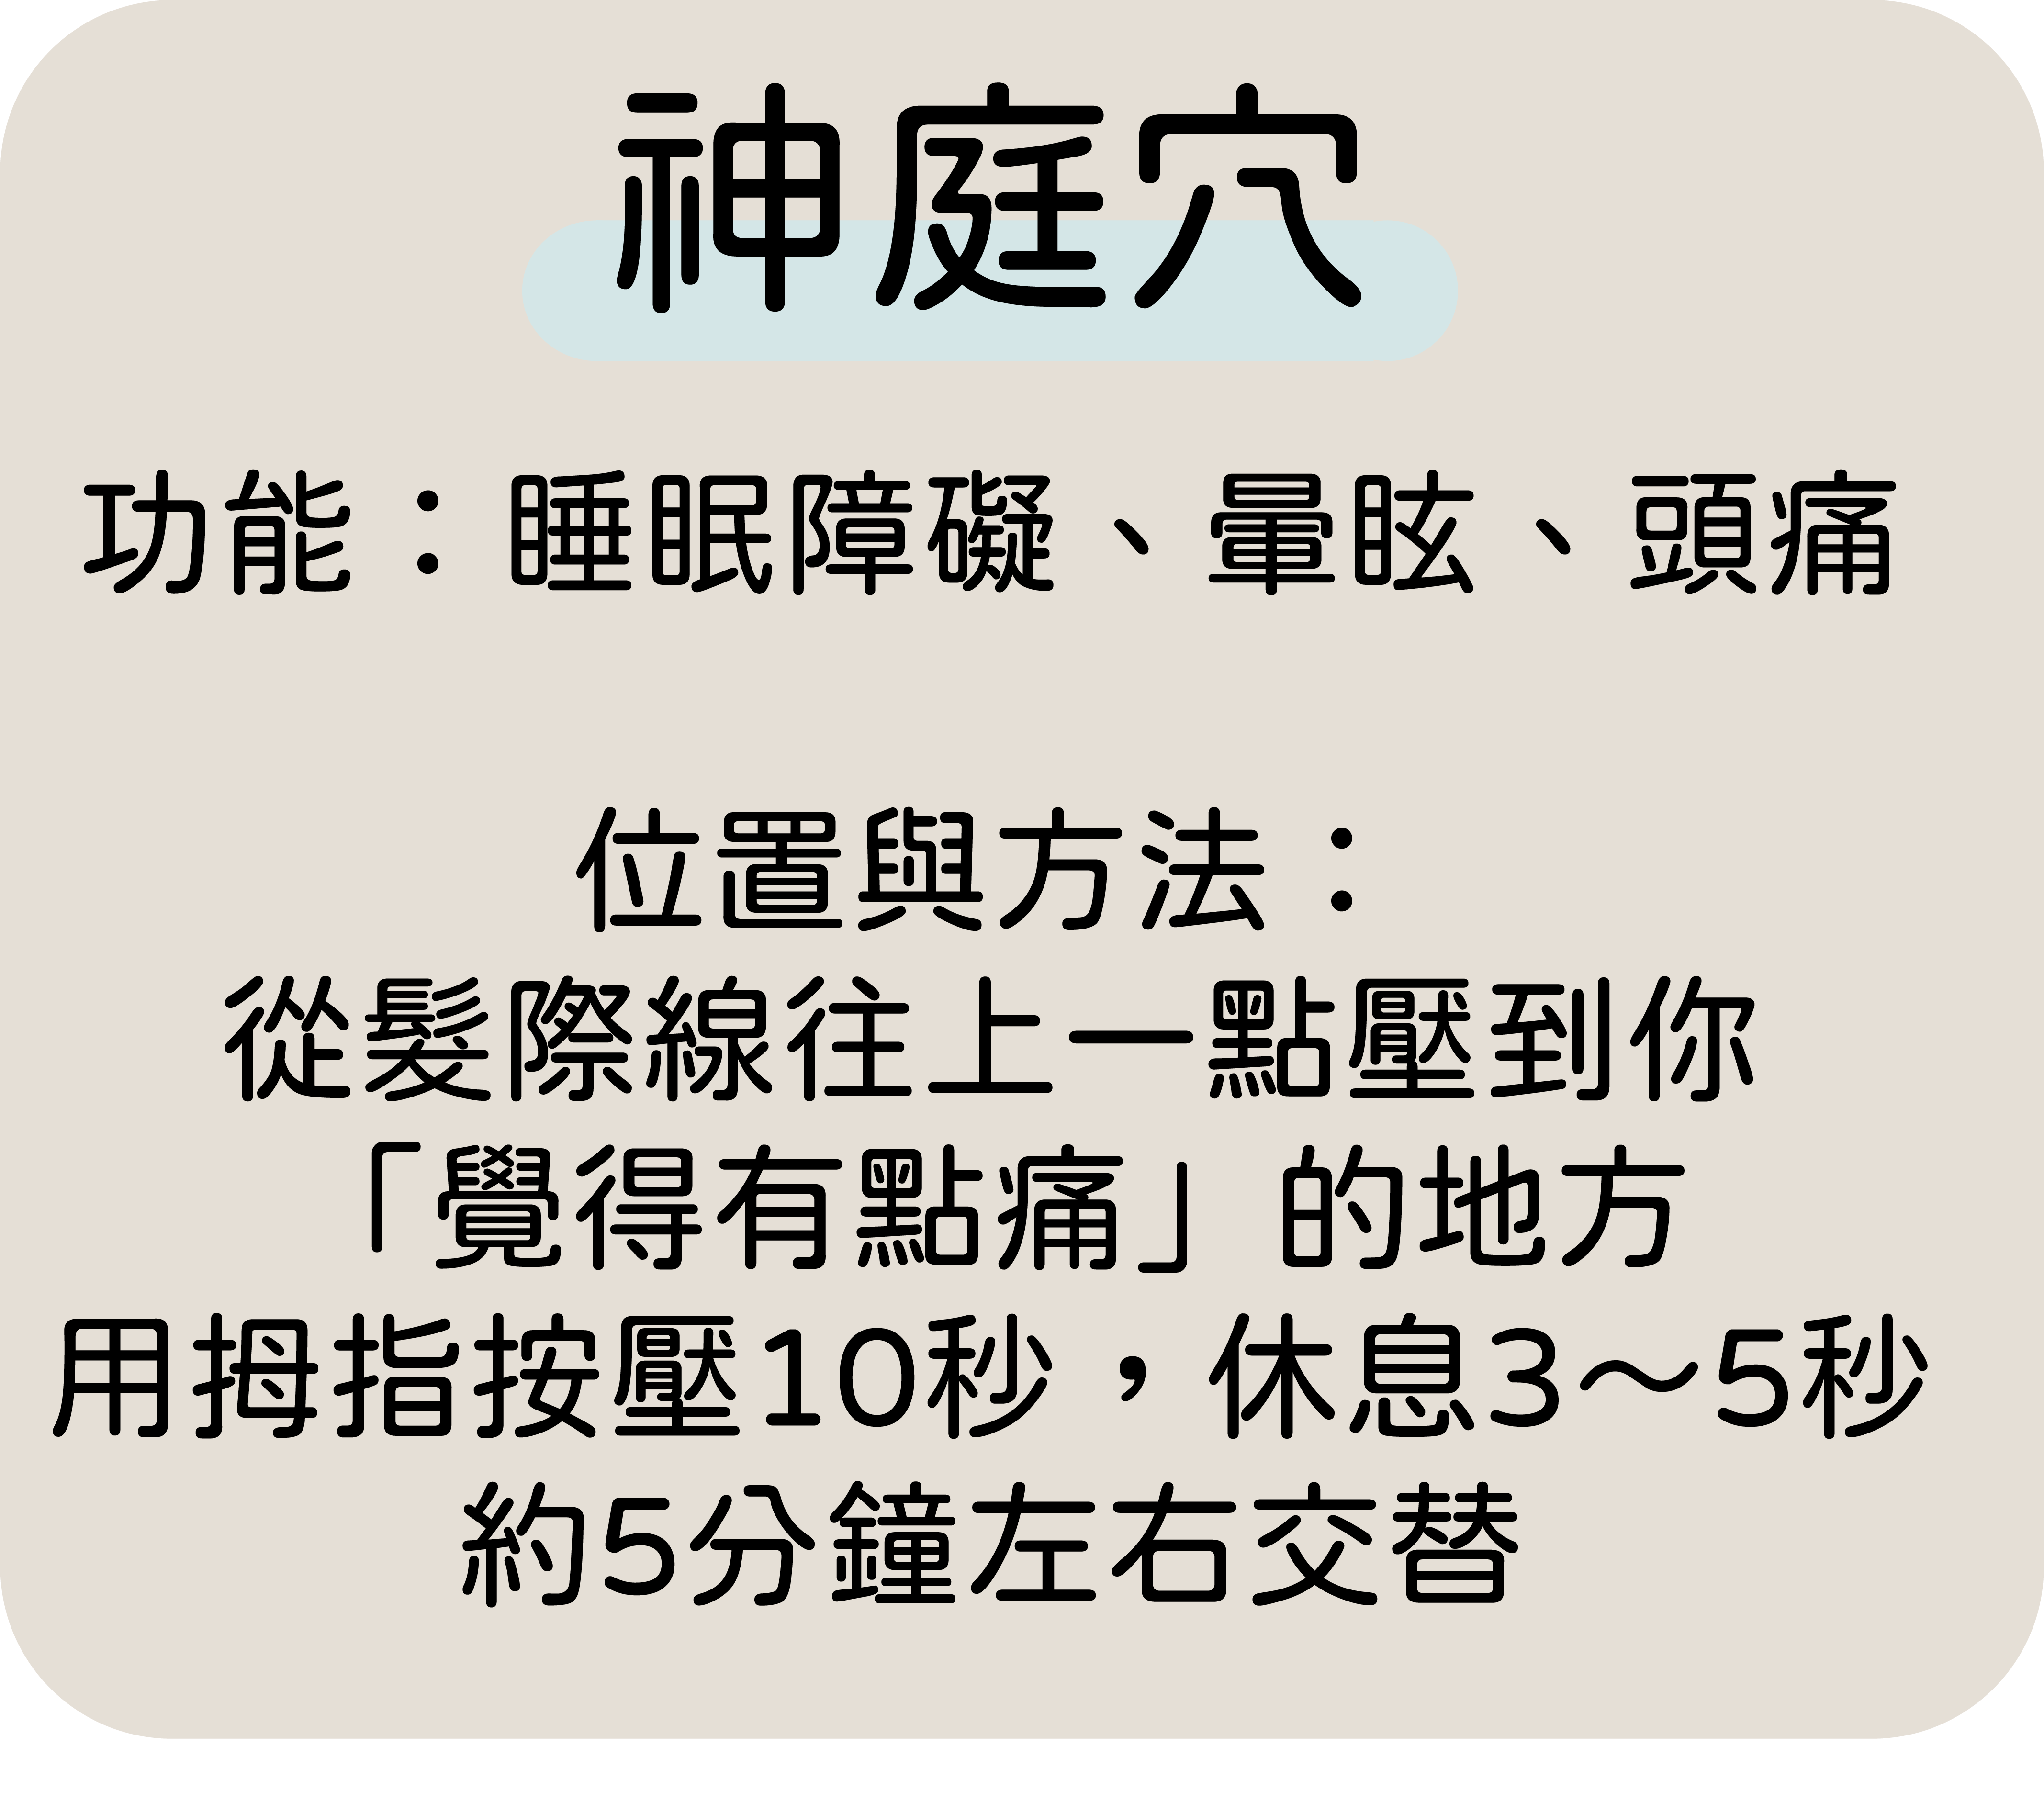 神庭穴
功能：睡眠障礙、暈眩、頭痛
位置與方法：
從髮際線往上一點壓到你
「覺得有點痛」的地方
用拇指按壓10秒，休息3～5秒
約5分鐘左右交替